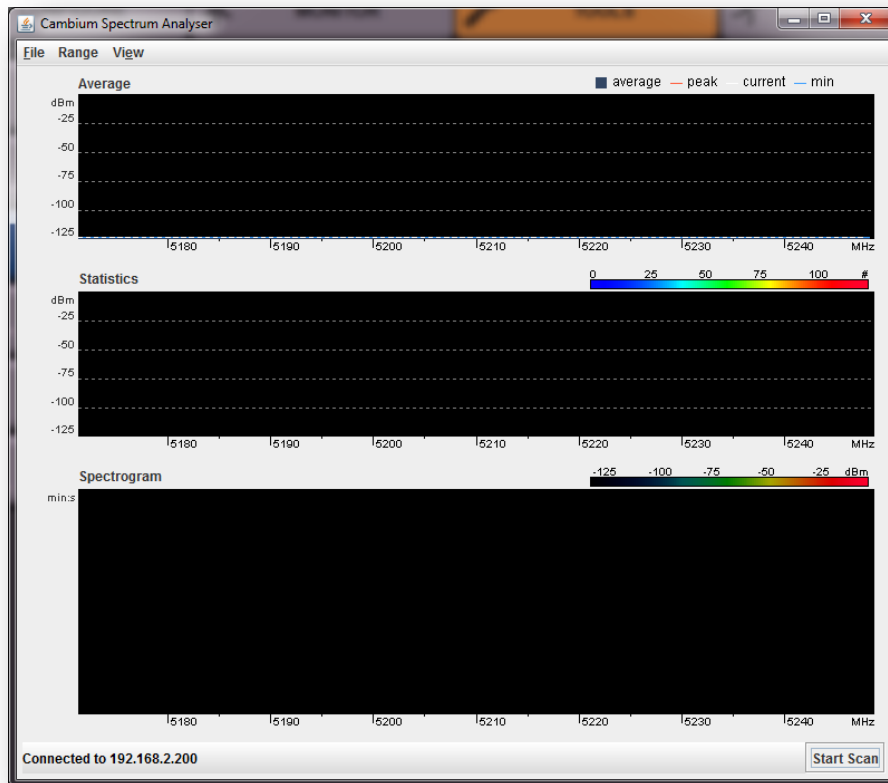 Cambium Spectrum Analyser
File Range View
Average
average peak current min
dBm
-25
-50
-75
-100
-125
5180 5190 5200 5210 5220 5230 5240 MHz
Statistics
0 25 50 75 100 #
dBm
-25
-50
-75
-100
-125
5180 5190 5200 5210 5220 5230 5240 MHz
Spectrogram
-125 -100 -75 -50 -25 dBm
min:s
5180 5190 5200 5210 5220 5230 5240 MHz
Connected to 192.168.2.200
Start Scan